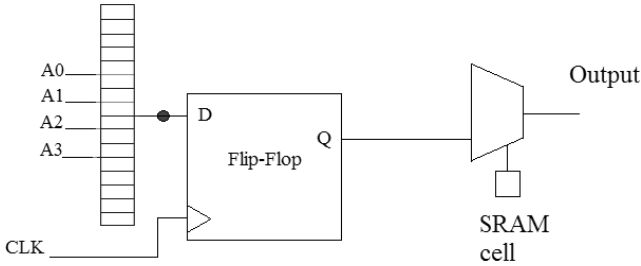 A0
A1
A2
A3
CLK
D
Q
Flip-Flop
Output
SRAM
cell